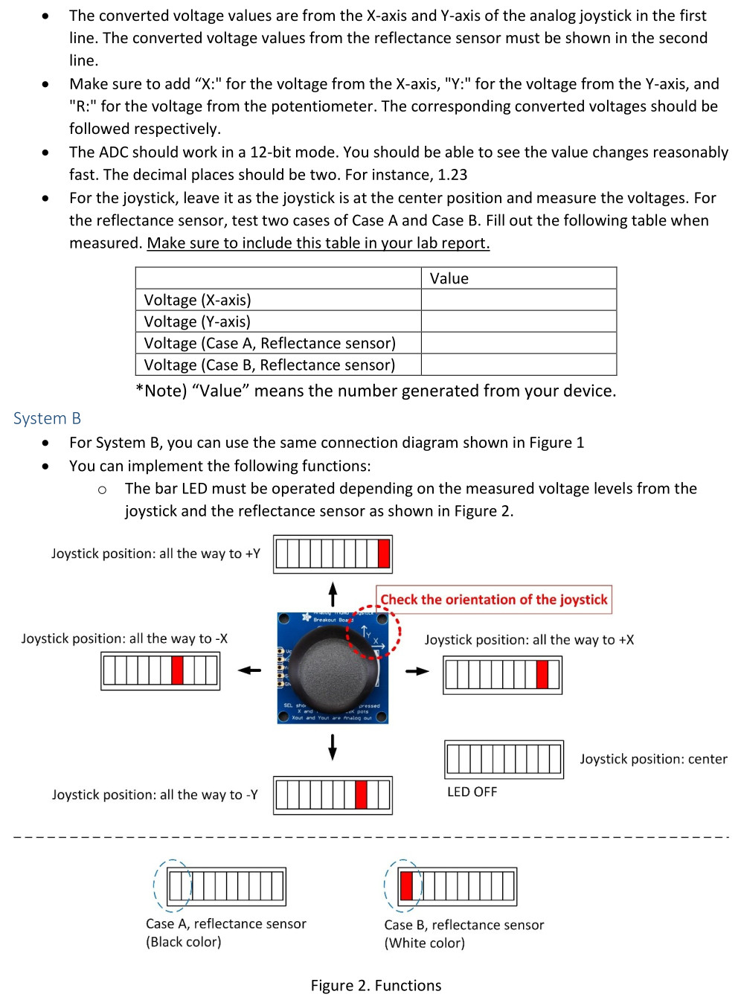 • The converted voltage values are from the X-axis and Y-axis of the analog joystick in the first
line. The converted voltage values from the reflectance sensor must be shown in the second
line.
• Make sure to add “X:" for the voltage from the X-axis, "Y:" for the voltage from the Y-axis, and
"R:" for the voltage from the potentiometer. The corresponding converted voltages should be
followed respectively.
• The ADC should work in a 12-bit mode. You should be able to see the value changes reasonably
fast. The decimal places should be two. For instance, 1.23
• For the joystick, leave it as the joystick is at the center position and measure the voltages. For
the reflectance sensor, test two cases of Case A and Case B. Fill out the following table when
measured. Make sure to include this table in your lab report.
Value
Voltage (X-axis)
Voltage (Y-axis)
Voltage (Case A, Reflectance sensor)
Voltage (Case B, Reflectance sensor)
*Note) “Value” means the number generated from your device.
System B
• For System B, you can use the same connection diagram shown in Figure 1
• You can implement the following functions:
o The bar LED must be operated depending on the measured voltage levels from the
joystick and the reflectance sensor as shown in Figure 2.
Joystick position: all the way to +Y
Check the orientation of the joystick
Breakout
Y
X
Joystick position: all the way to -X
Joystick position: all the way to +X
SEL
X and pots
Xout and Yout are Analog out
Joystick position: center
LED OFF
Joystick position: all the way to -Y
Case A, reflectance sensor
(Black color)
Case B, reflectance sensor
(White color)
Figure 2. Functions